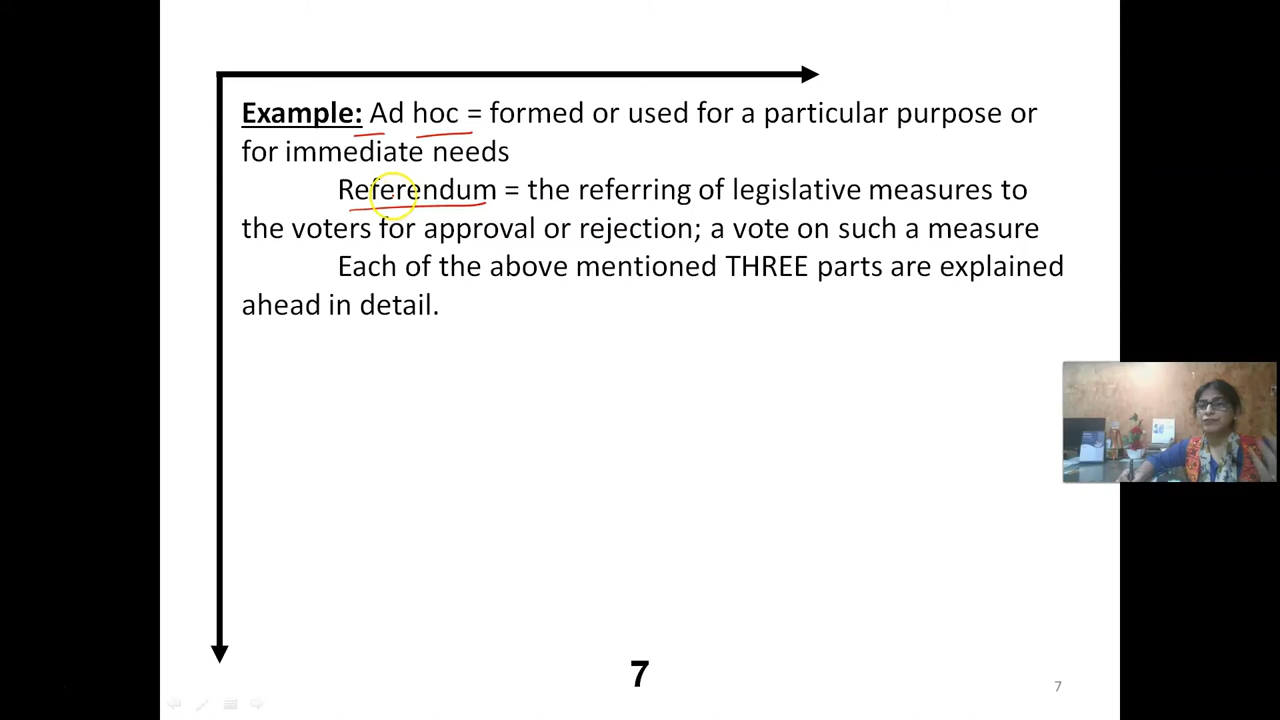 Example: Ad hoc = formed or used for a particular purpose or
for immediate needs
Referendum = the referring of legislative measures to
the voters for approval or rejection; a vote on such a measure
Each of the above mentioned THREE parts are explained
ahead in detail.
7
7